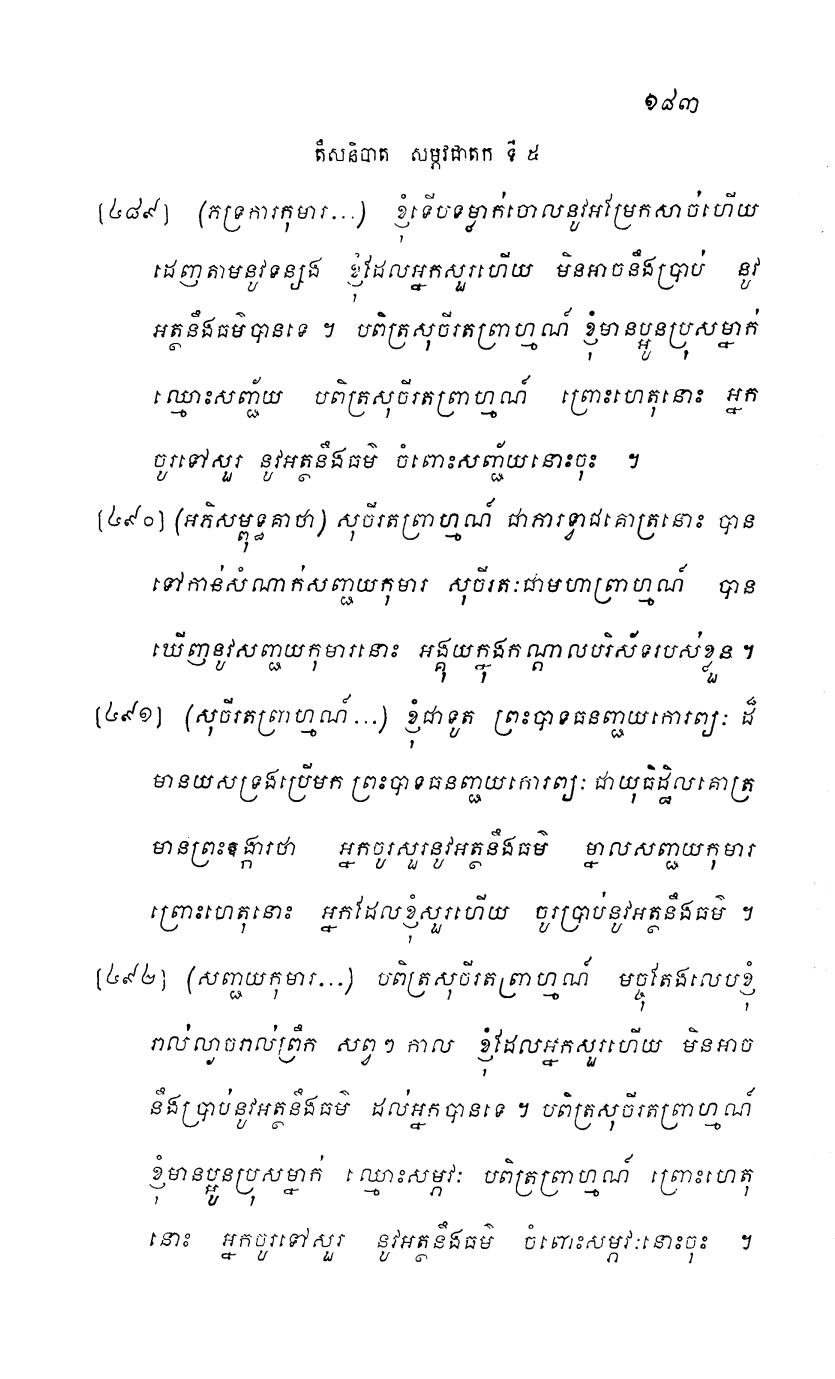 ១៨៣
តឹសនិបាត សម្ភវជាតក ទី ៥
[៤៨៩] (ភទ្រការកុមារ...) ខ្ញុំទើបទម្លាក់ចោលនូវអម្រែកសាច់ហើយ
ដេញតាមនូវទន្សង ខ្ញុំដែលអ្នកសួរហើយ មិនអាចនឹងប្រាប់ នូវ
អត្ថនឹងធម៌បានទេ ។ បពិត្រសុចីរតព្រាហ្មណ៍ ខ្ញុំមានប្អូនប្រុសម្នាក់
ឈ្មោះសញ្ជ័យ បពិត្រសុចីរតព្រាហ្មណ៍ ព្រោះហេតុនោះ អ្នក
ចូរទៅសួរ នូវអត្ថនឹងធម៌ ចំពោះសញ្ជ័យនោះចុះ ។
[៤៩០] (អភិសម្ពុទ្ធគាថា) សុចីរតព្រាហ្មណ៍ ជាភារទ្វាជគោត្រនោះ បាន
ទៅកាន់សំណាក់សញ្ជយកុមារ សុចីរតៈជាមហាព្រាហ្មណ៍ បាន
ឃើញនូវសញ្ជយកុមារនោះ អង្គុយក្នុងកណ្តាលបរិស័ទរបស់ខ្លួន ។
[៤៩១] (សុចីរតព្រាហ្មណ៍...) ខ្ញុំជាទូត ព្រះបាទធនញ្ជយកោរព្យៈ ដ៏
មានយសទ្រង់ប្រើមក ព្រះបាទធនញ្ជយកោរព្យៈ ជាយុធិដ្ឋិលគោត្រ
មានព្រះឱង្ការថា អ្នកចូរសួរនូវអត្ថនឹងធម៌ ម្នាលសញ្ជយកុមារ
ព្រោះហេតុនោះ អ្នកដែលខ្ញុំសួរហើយ ចូរប្រាប់នូវអត្ថនឹងធម៌ ។
[៤៩២] (សញ្ជយកុមារ...) បពិត្រសុចីរតព្រាហ្មណ៍ មច្ចុតែងលេបខ្ញុំ
រាល់ល្ងាចរាល់ព្រឹក សព្វៗ កាល ខ្ញុំដែលអ្នកសួរហើយ មិនអាច
នឹងប្រាប់នូវអត្ថនឹងធម៌ ដល់អ្នកបានទេ ។ បពិត្រសុចីរតព្រាហ្មណ៍
ខ្ញុំមានប្អូនប្រុសម្នាក់ ឈ្មោះសម្ភវៈ បពិត្រព្រាហ្មណ៍ ព្រោះហេតុ
នោះ អ្នកចូរទៅសួរ នូវអត្ថនឹងធម៌ ចំពោះសម្ភវៈនោះចុះ ។